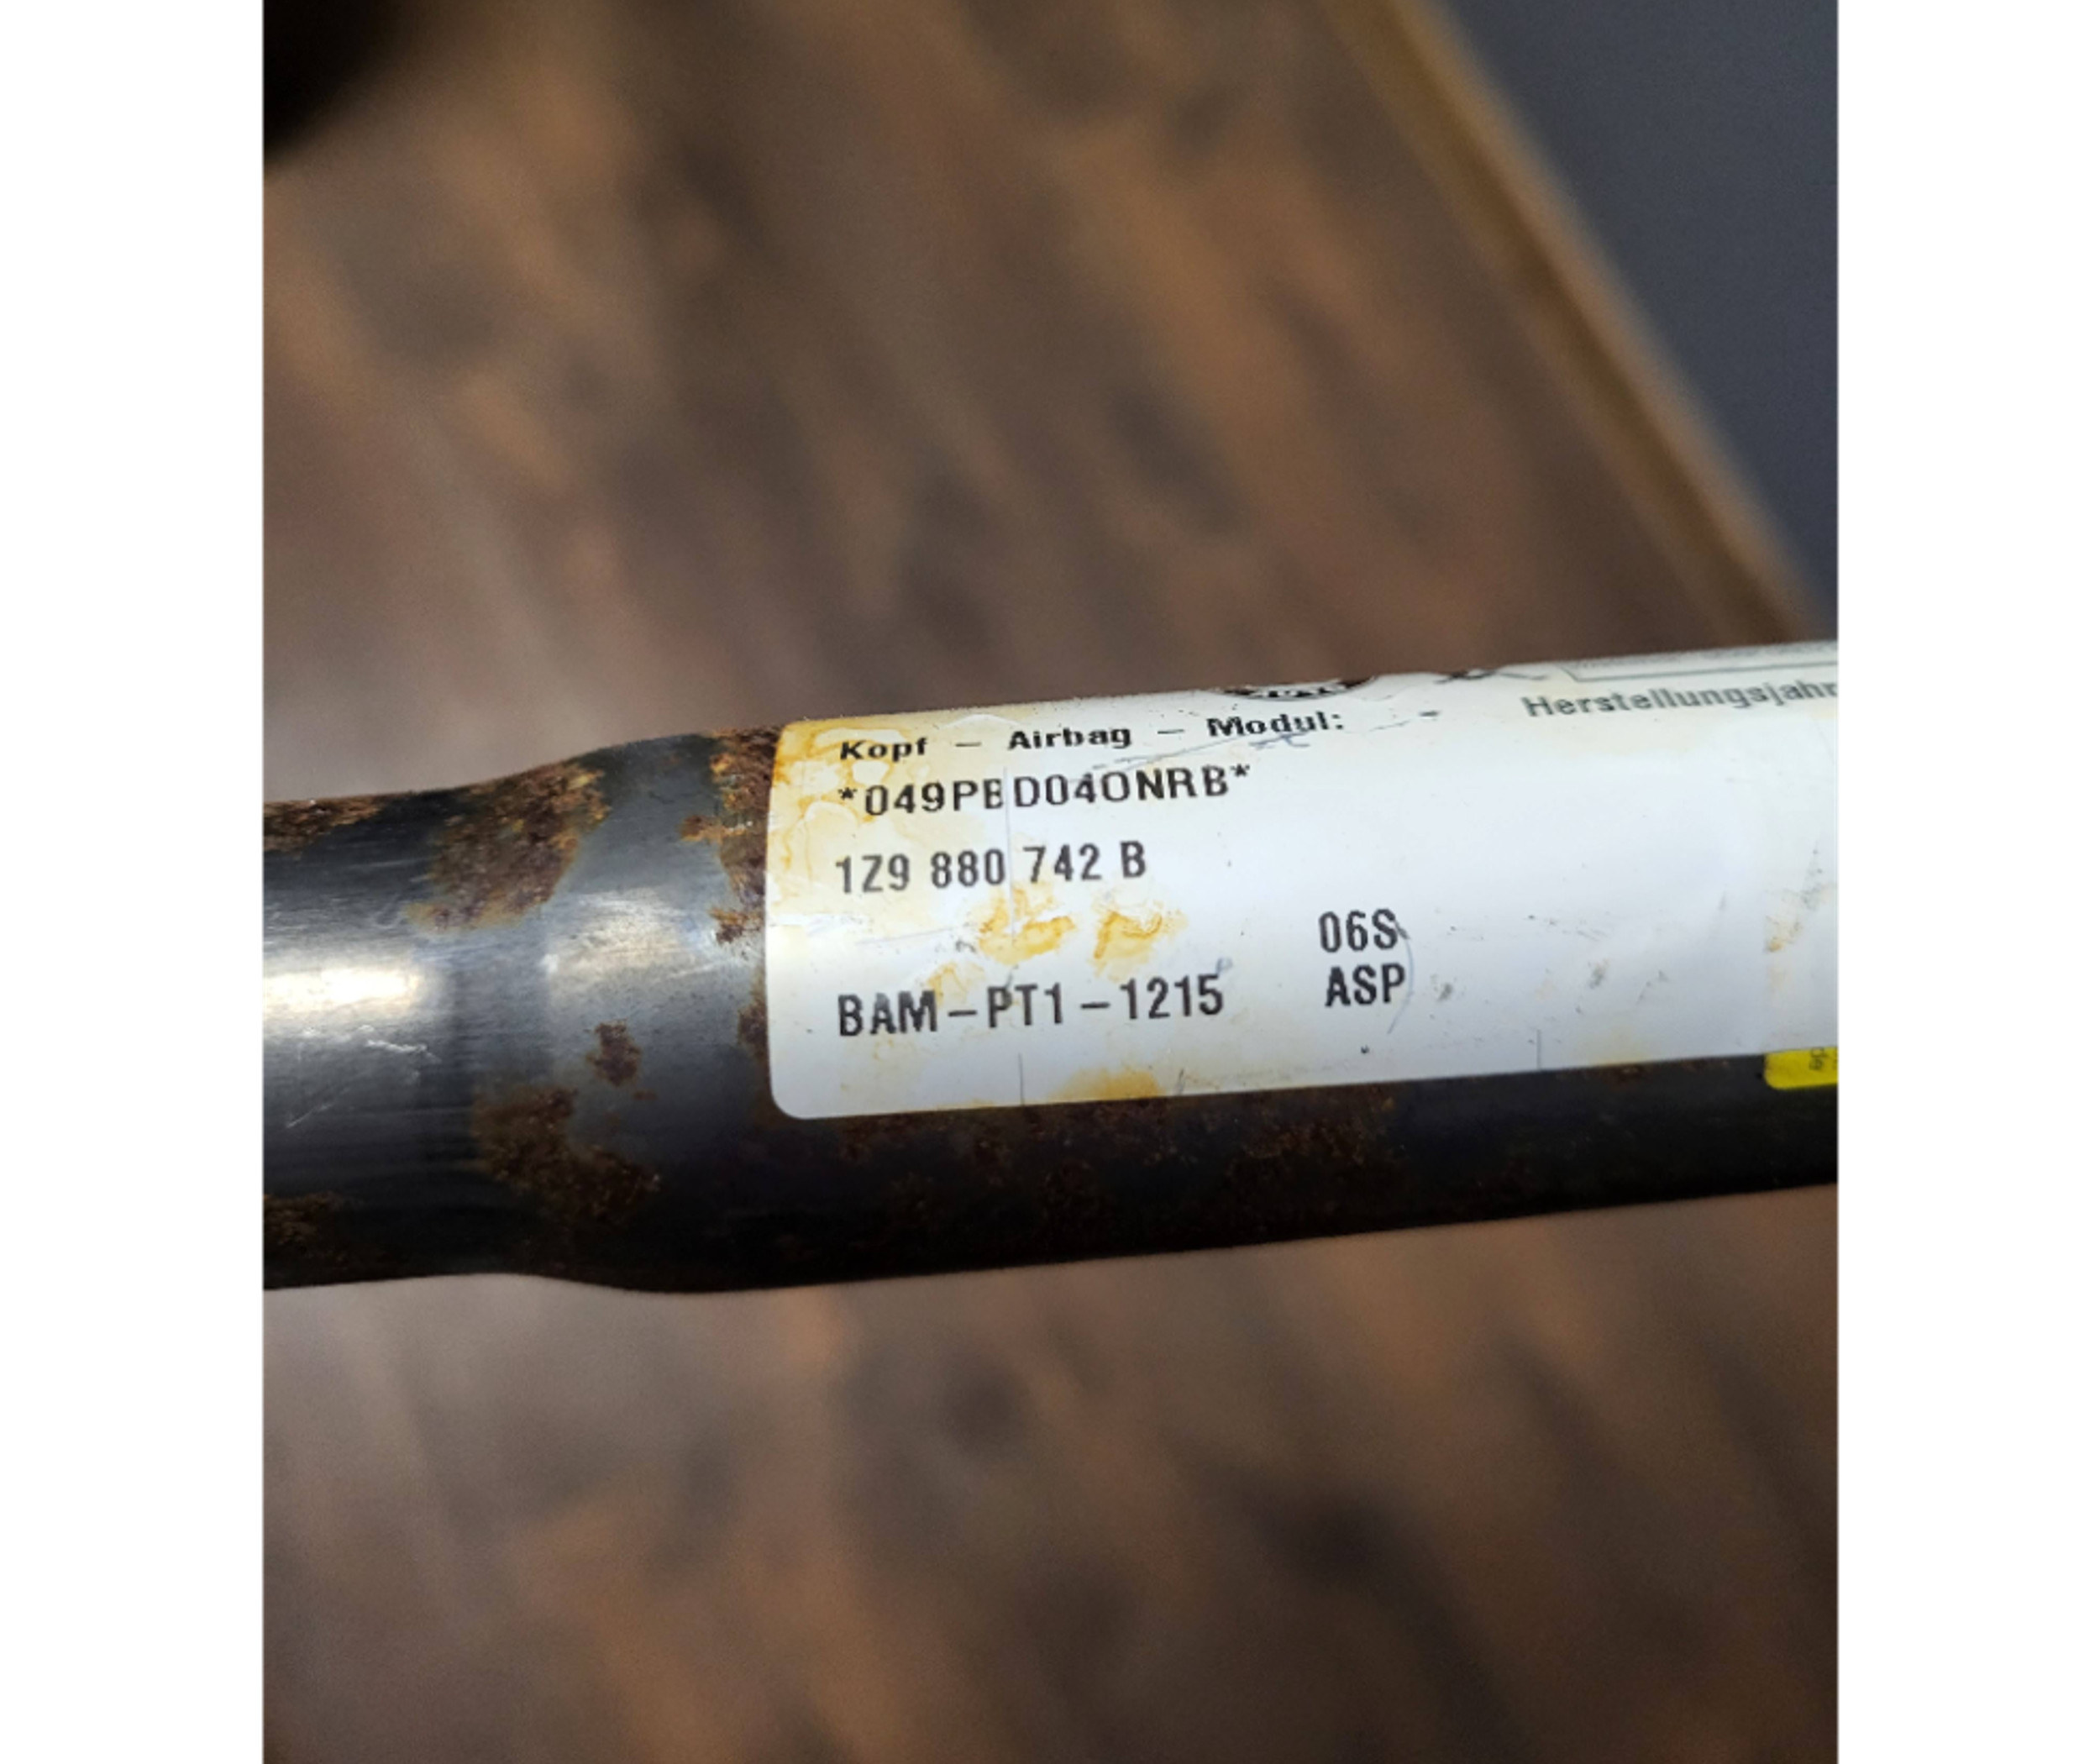 Herstellungsjahr
Kopf – Airbag – Modul:
*049PBD04ONRB*
1Z9 880 742 B
06S
BAM–PT1–1215
ASP